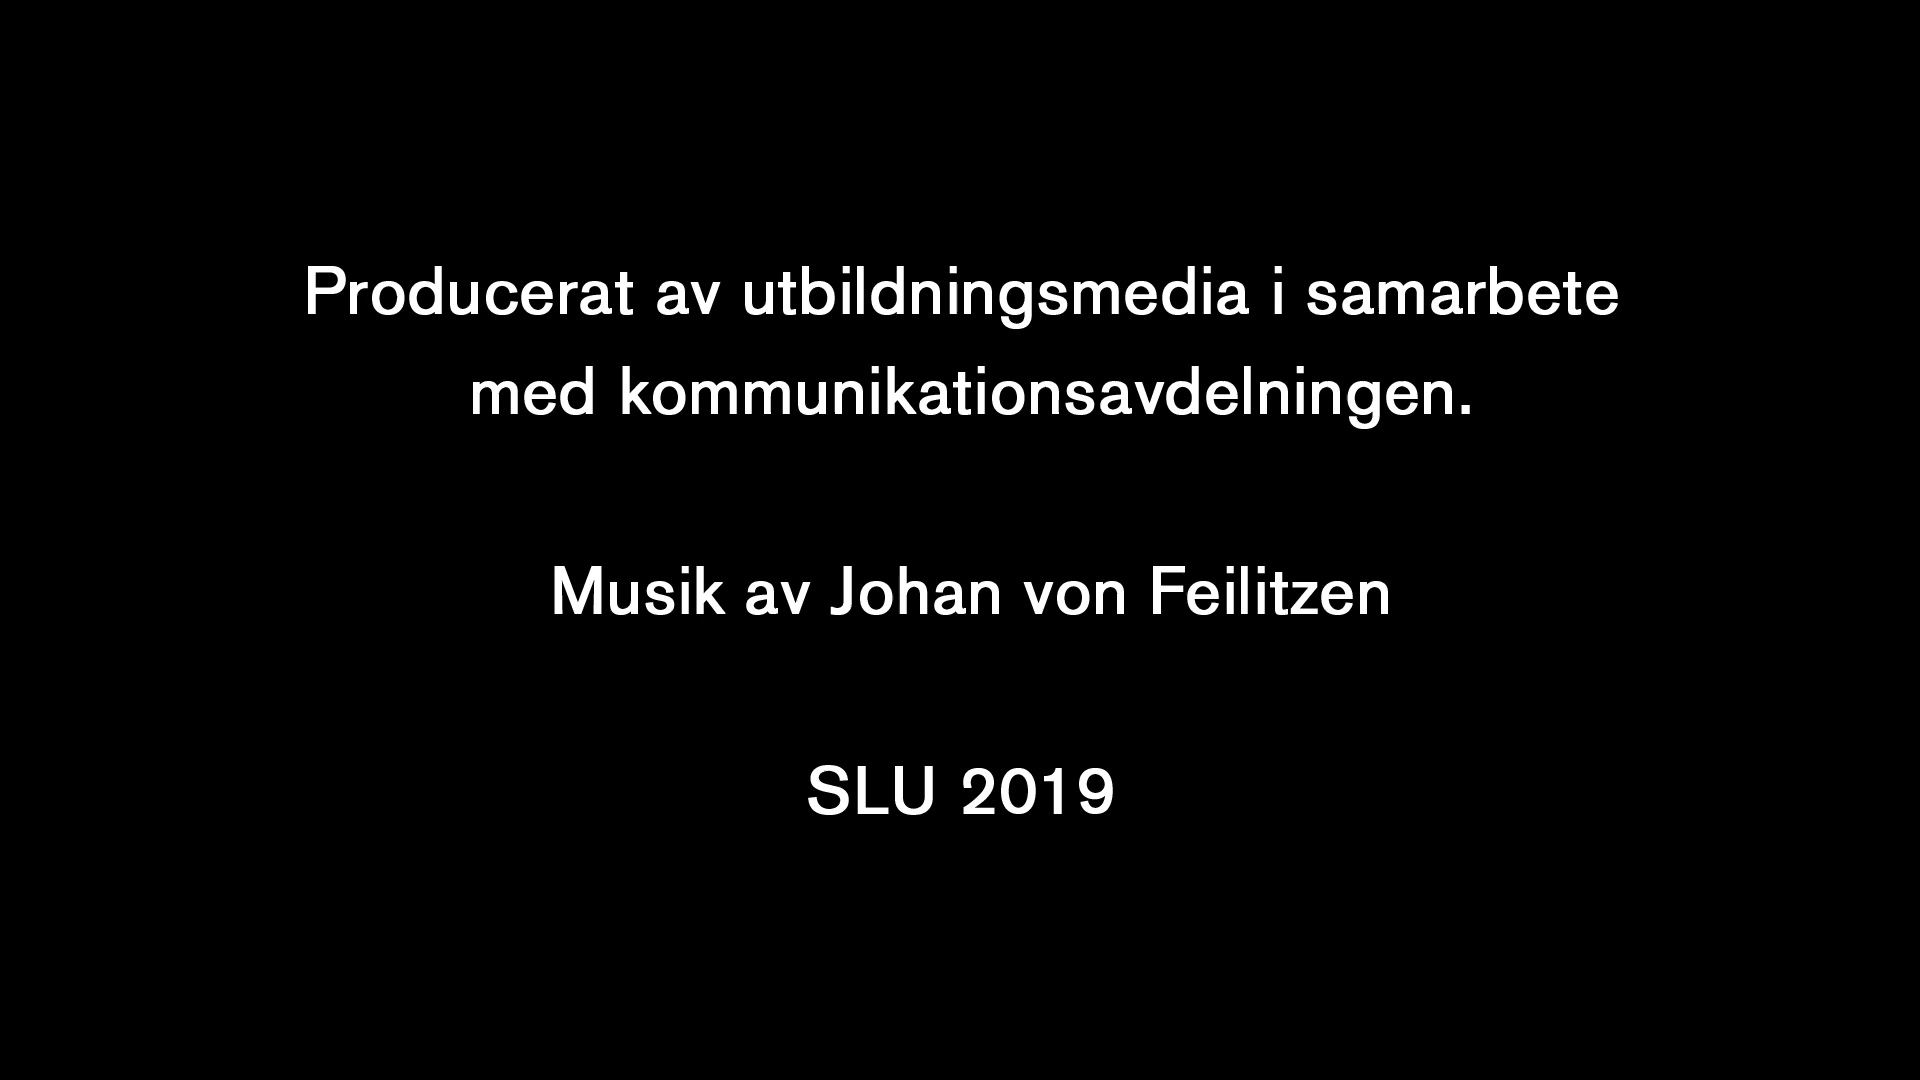 Producerat av utbildningsmedia i samarbete
med kommunikationsavdelningen.
Musik av Johan von Feilitzen
SLU 2019